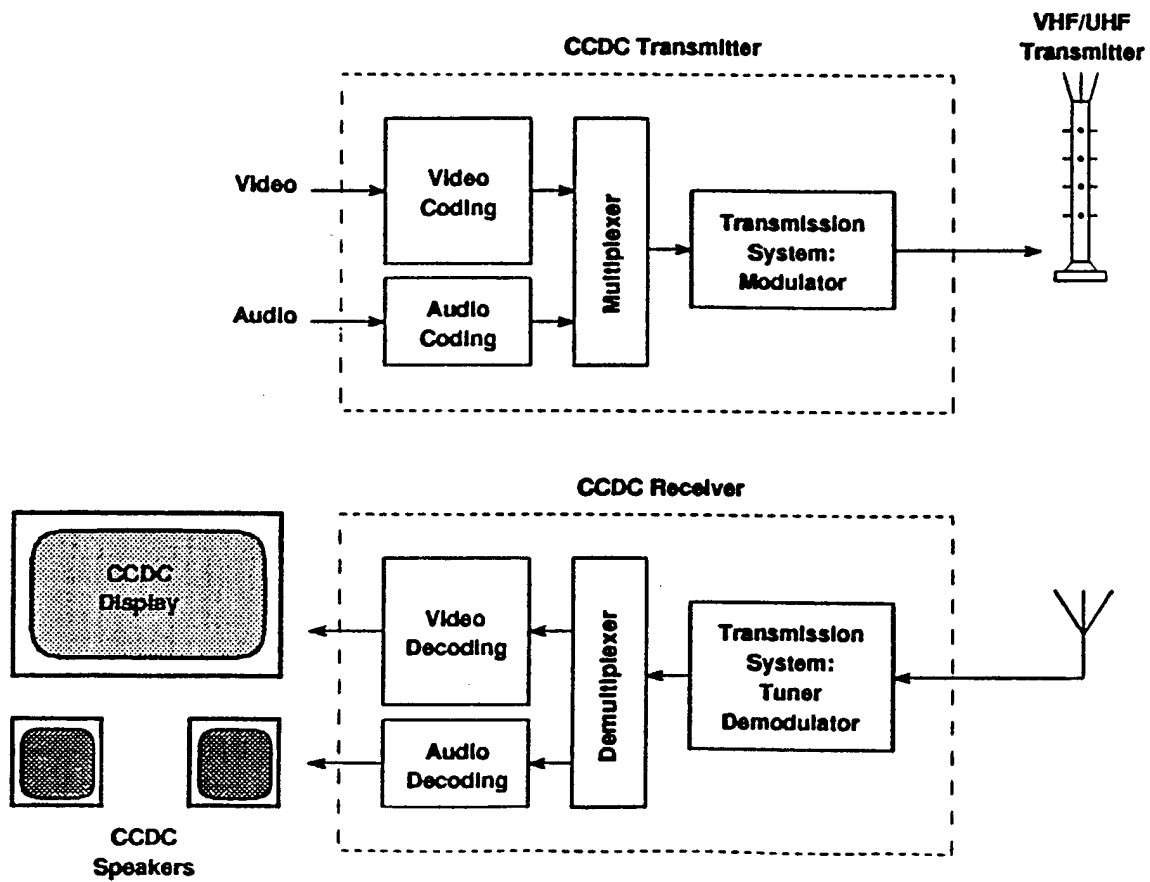 VHF/UHF
Transmitter
CCDC Transmitter
Video
Video
Coding
Audio
Audio
Coding
Multiplexer
Transmission
System:
Modulator
CCDC Receiver
CCDC
Display
Video
Decoding
Audio
Decoding
Demultiplexer
Transmission
System:
Tuner
Demodulator
CCDC
Speakers